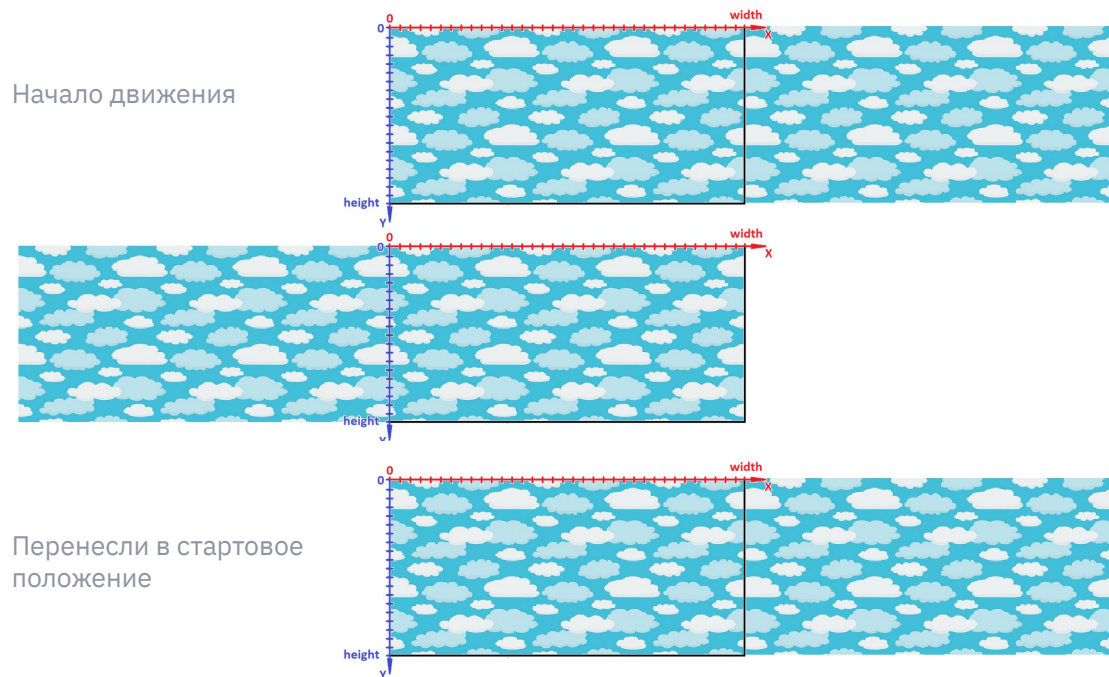 0 width
0 X
Начало движения
height
Y
0 width
0 X
height
Y
0 width
0 X
Перенесли в стартовое
положение
height
Y